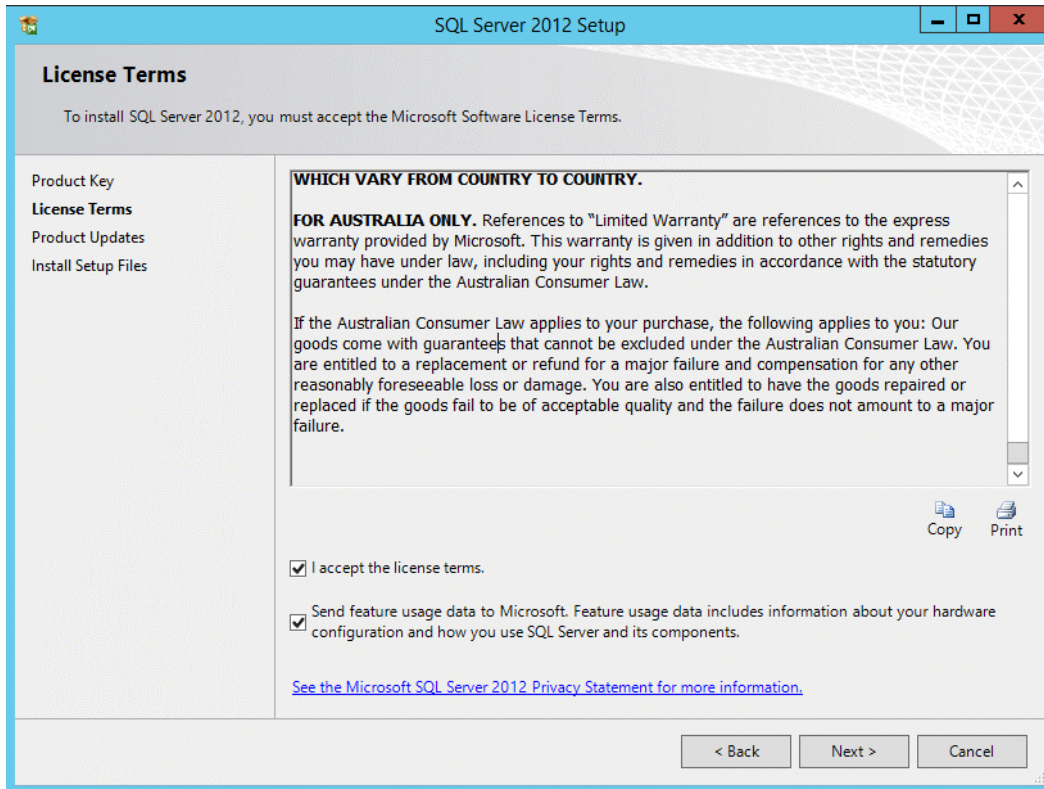 SQL Server 2012 Setup
License Terms
To install SQL Server 2012, you must accept the Microsoft Software License Terms.
Product Key
License Terms
Product Updates
Install Setup Files
WHICH VARY FROM COUNTRY TO COUNTRY.
FOR AUSTRALIA ONLY. References to “Limited Warranty” are references to the express
warranty provided by Microsoft. This warranty is given in addition to other rights and remedies
you may have under law, including your rights and remedies in accordance with the statutory
guarantees under the Australian Consumer Law.
If the Australian Consumer Law applies to your purchase, the following applies to you: Our
goods come with guarantees that cannot be excluded under the Australian Consumer Law. You
are entitled to a replacement or refund for a major failure and compensation for any other
reasonably foreseeable loss or damage. You are also entitled to have the goods repaired or
replaced if the goods fail to be of acceptable quality and the failure does not amount to a major
failure.
Copy Print
I accept the license terms.
Send feature usage data to Microsoft. Feature usage data includes information about your hardware
configuration and how you use SQL Server and its components.
See the Microsoft SQL Server 2012 Privacy Statement for more information.
< Back Next > Cancel